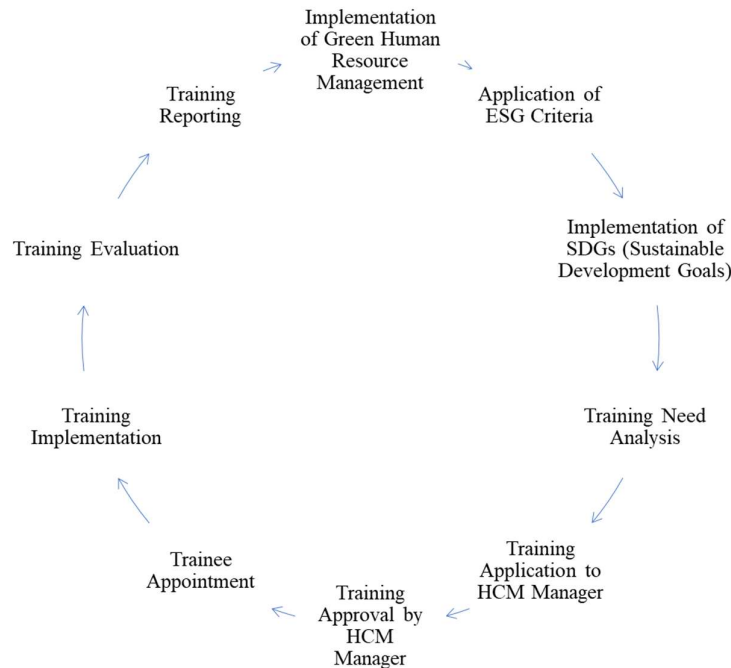 Implementation
of Green Human
Resource
Management
Application of
ESG Criteria
Implementation of
SDGs (Sustainable
Development Goals)
Training Need
Analysis
Training
Application to
HCM Manager
Training
Approval by
HCM
Manager
Trainee
Appointment
Training
Implementation
Training Evaluation
Training
Reporting